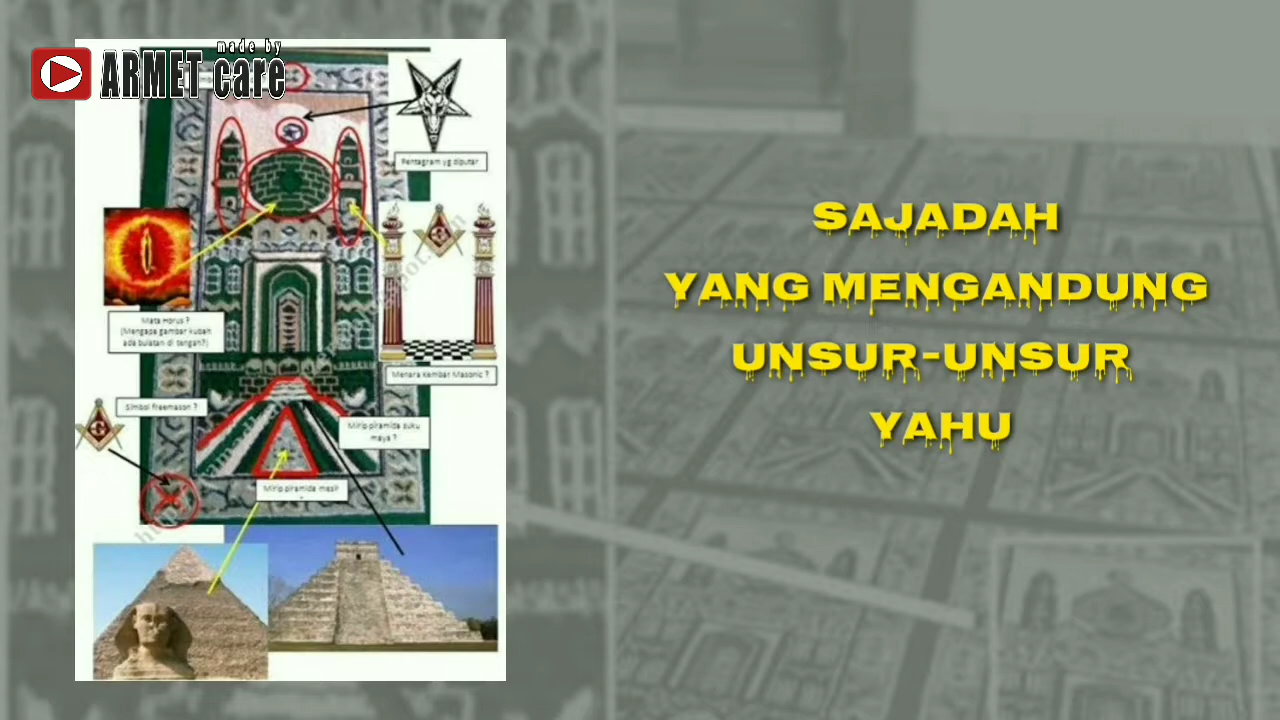 made by
ARMET care
Pentagram yg diputar
Mata Horus ?
(Mengapa gambar kubah
ada bulatan di tengah?)
Menara Kembar Masonic ?
Simbol freemason ?
Mirip piramida suku
maya ?
Mirip piramida mesir
SAJADAH
YANG MENGANDUNG
UNSUR-UNSUR
YAHU